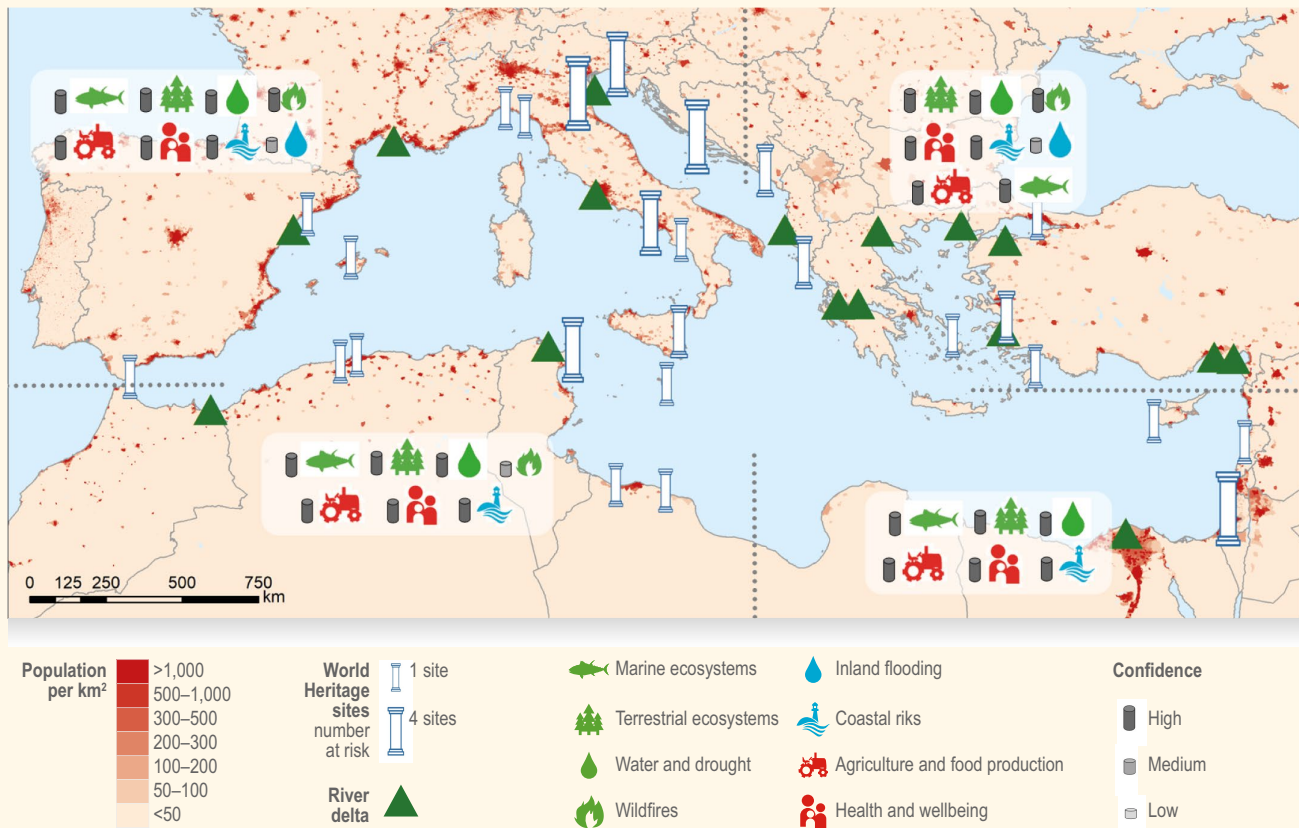 0 125 250 500 750
km
Population
per km²
>1,000
500–1,000
300–500
200–300
100–200
50–100
<50
World
Heritage
sites
number
at risk
1 site
4 sites
River
delta
Marine ecosystems
Terrestrial ecosystems
Water and drought
Wildfires
Inland flooding
Coastal riks
Agriculture and food production
Health and wellbeing
Confidence
High
Medium
Low